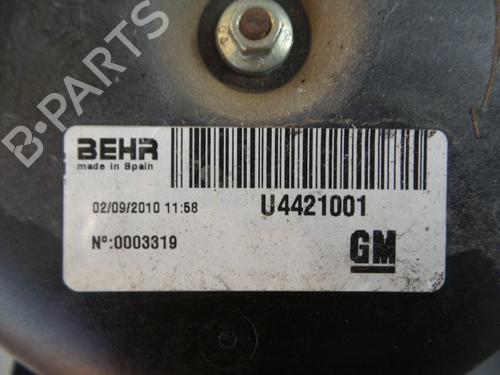 B-PARTS
BEHR
made in Spain
02/09/2010 11:58
U4421001
Nº:0003319
GM